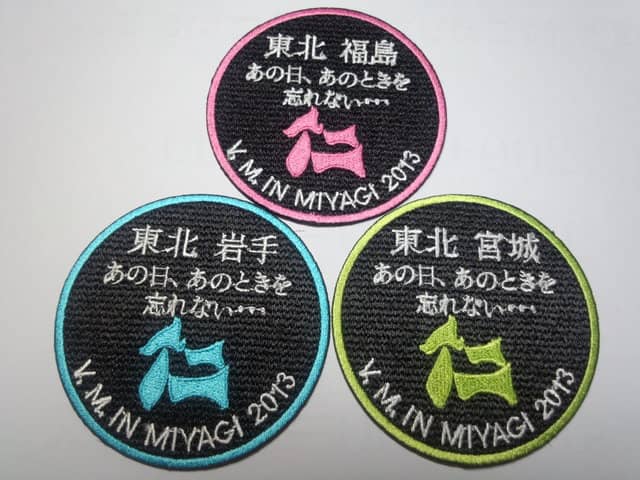 東北 福島
あの日、あのときを
忘れない…
仁
V.M.IN MIYAGI 2013
東北 岩手
あの日、あのときを
忘れない…
仁
V.M.IN MIYAGI 2013
東北 宮城
あの日、あのときを
忘れない…
仁
V.M.IN MIYAGI 2013